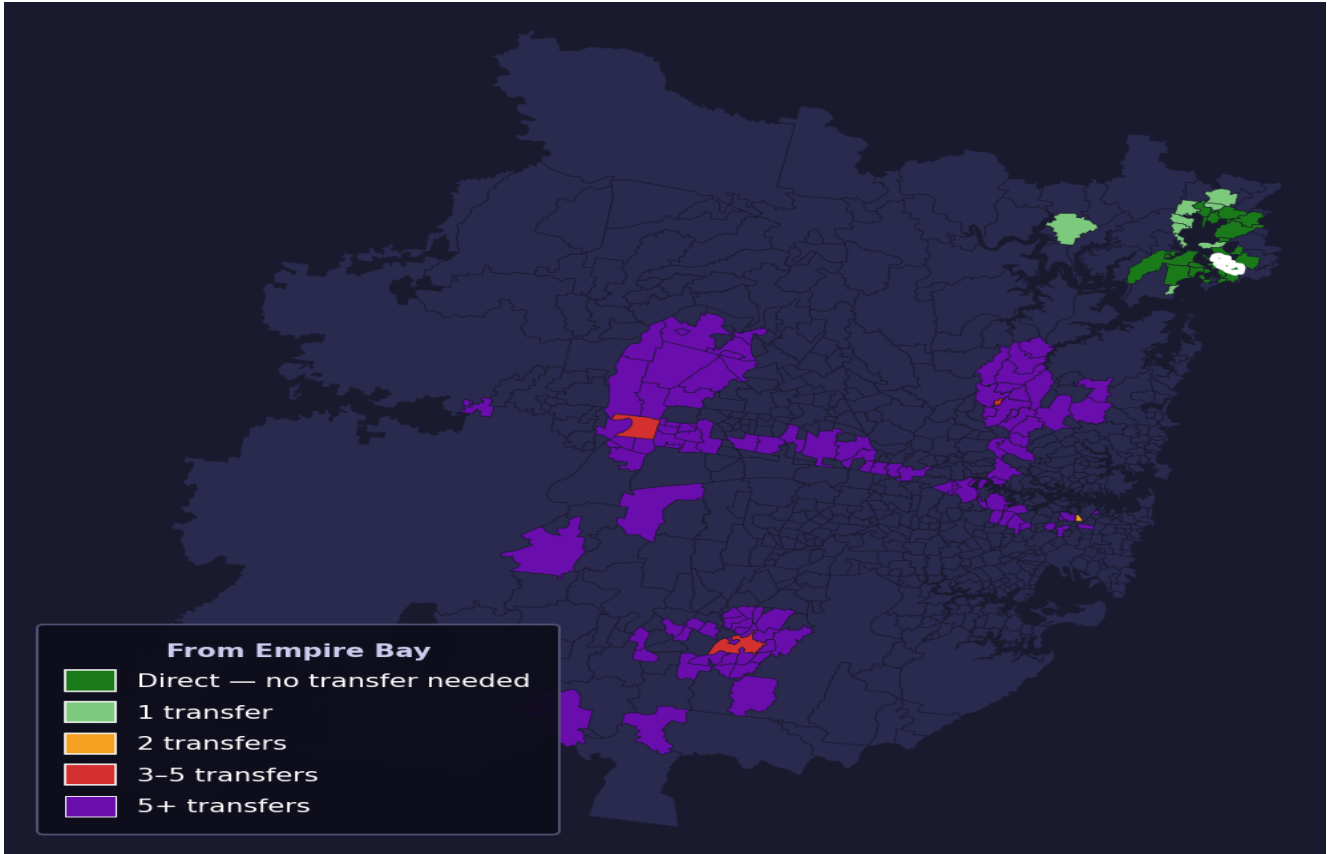 From Empire Bay
Direct — no transfer needed
1 transfer
2 transfers
3–5 transfers
5+ transfers